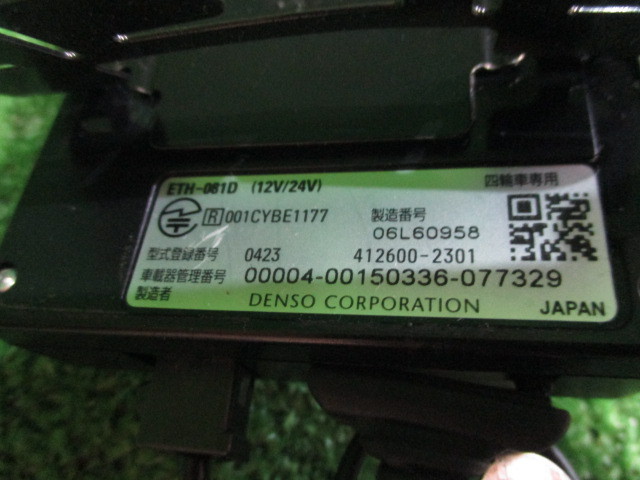 ETH-081D (12V/24V) 四輪車専用
R 001CYBE1177 製造番号
06L60958
型式登録番号 0423 412600-2301
車載器管理番号 00004-00150336-077329
製造者 DENSO CORPORATION JAPAN